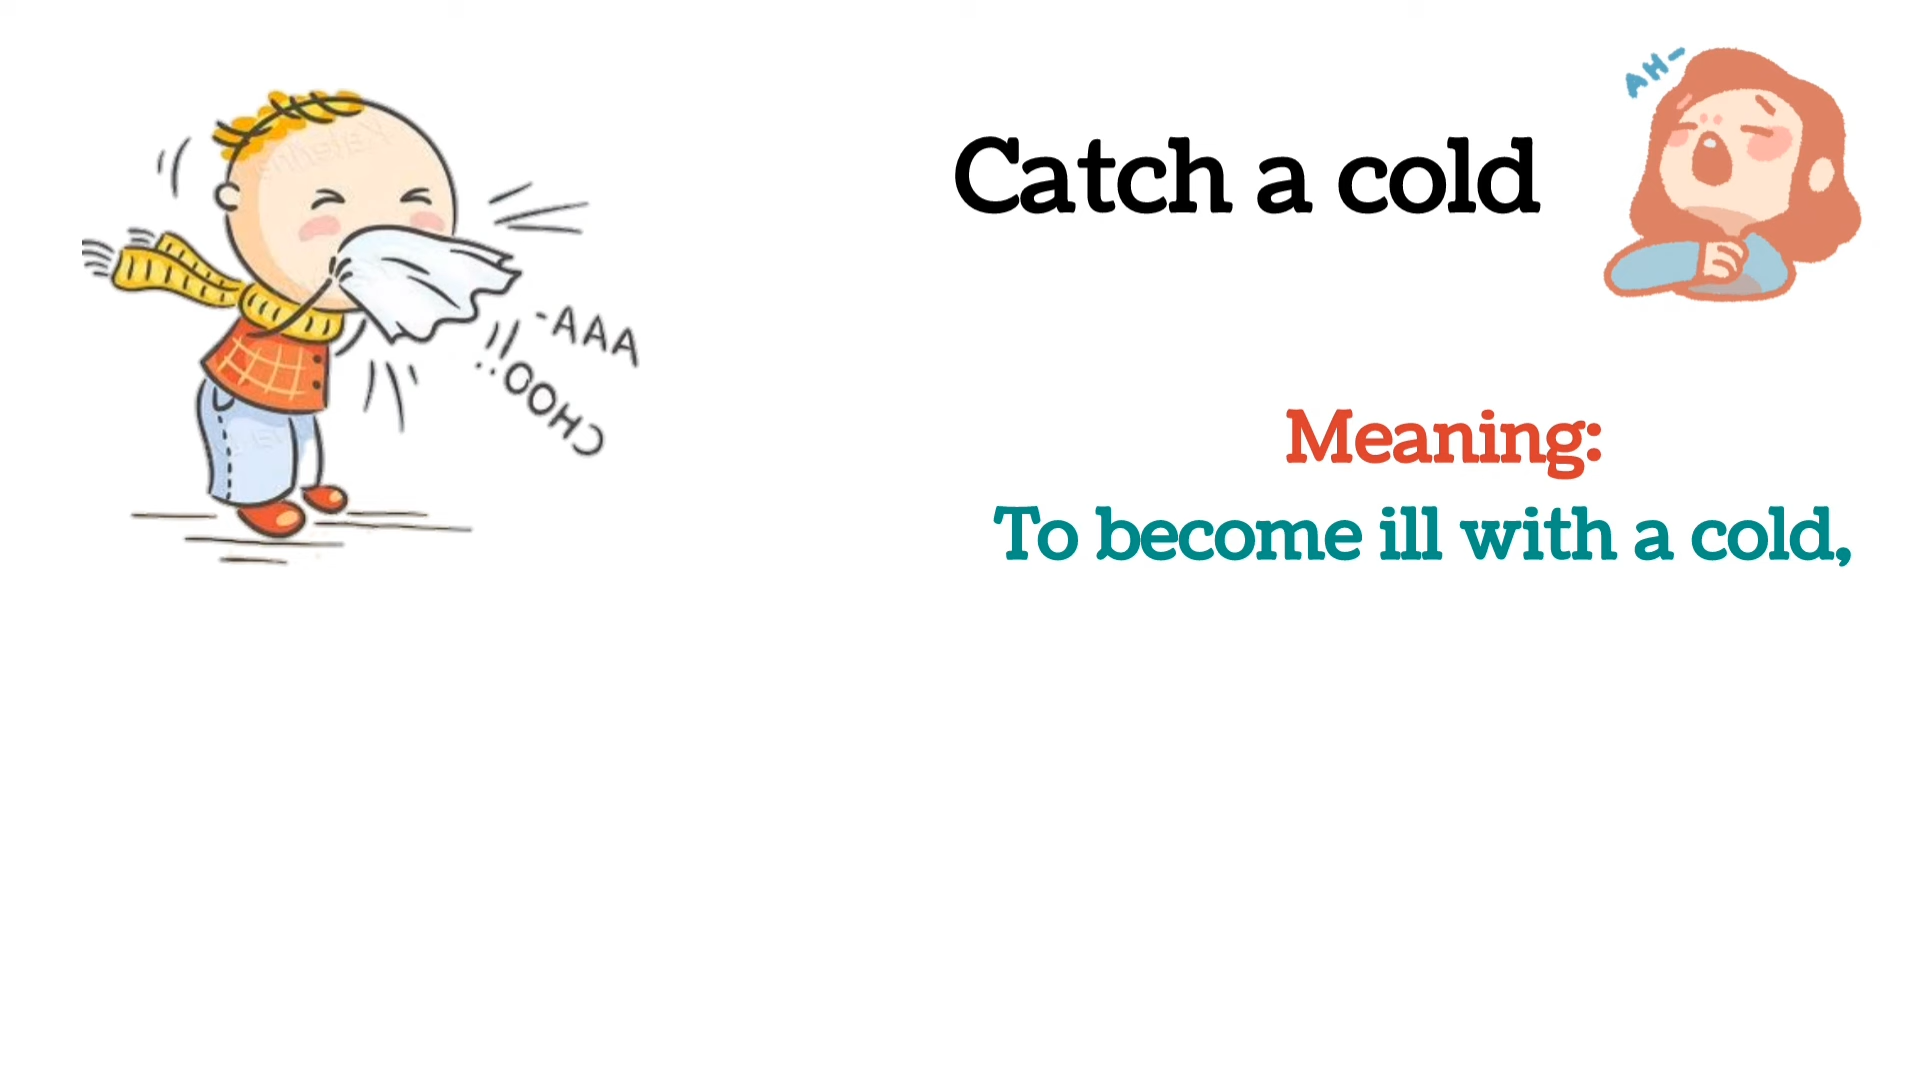 AH-
Catch a cold
AAA-
CHOO!!
Meaning:
To become ill with a cold,